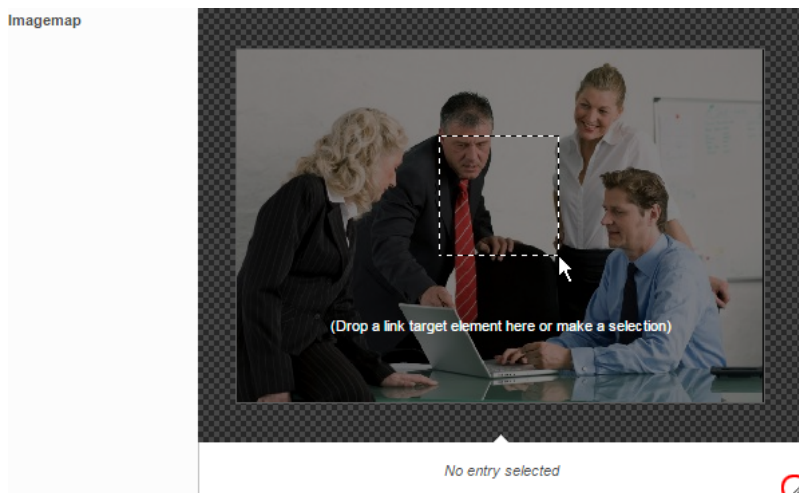 Imagemap
(Drop a link target element here or make a selection)
No entry selected